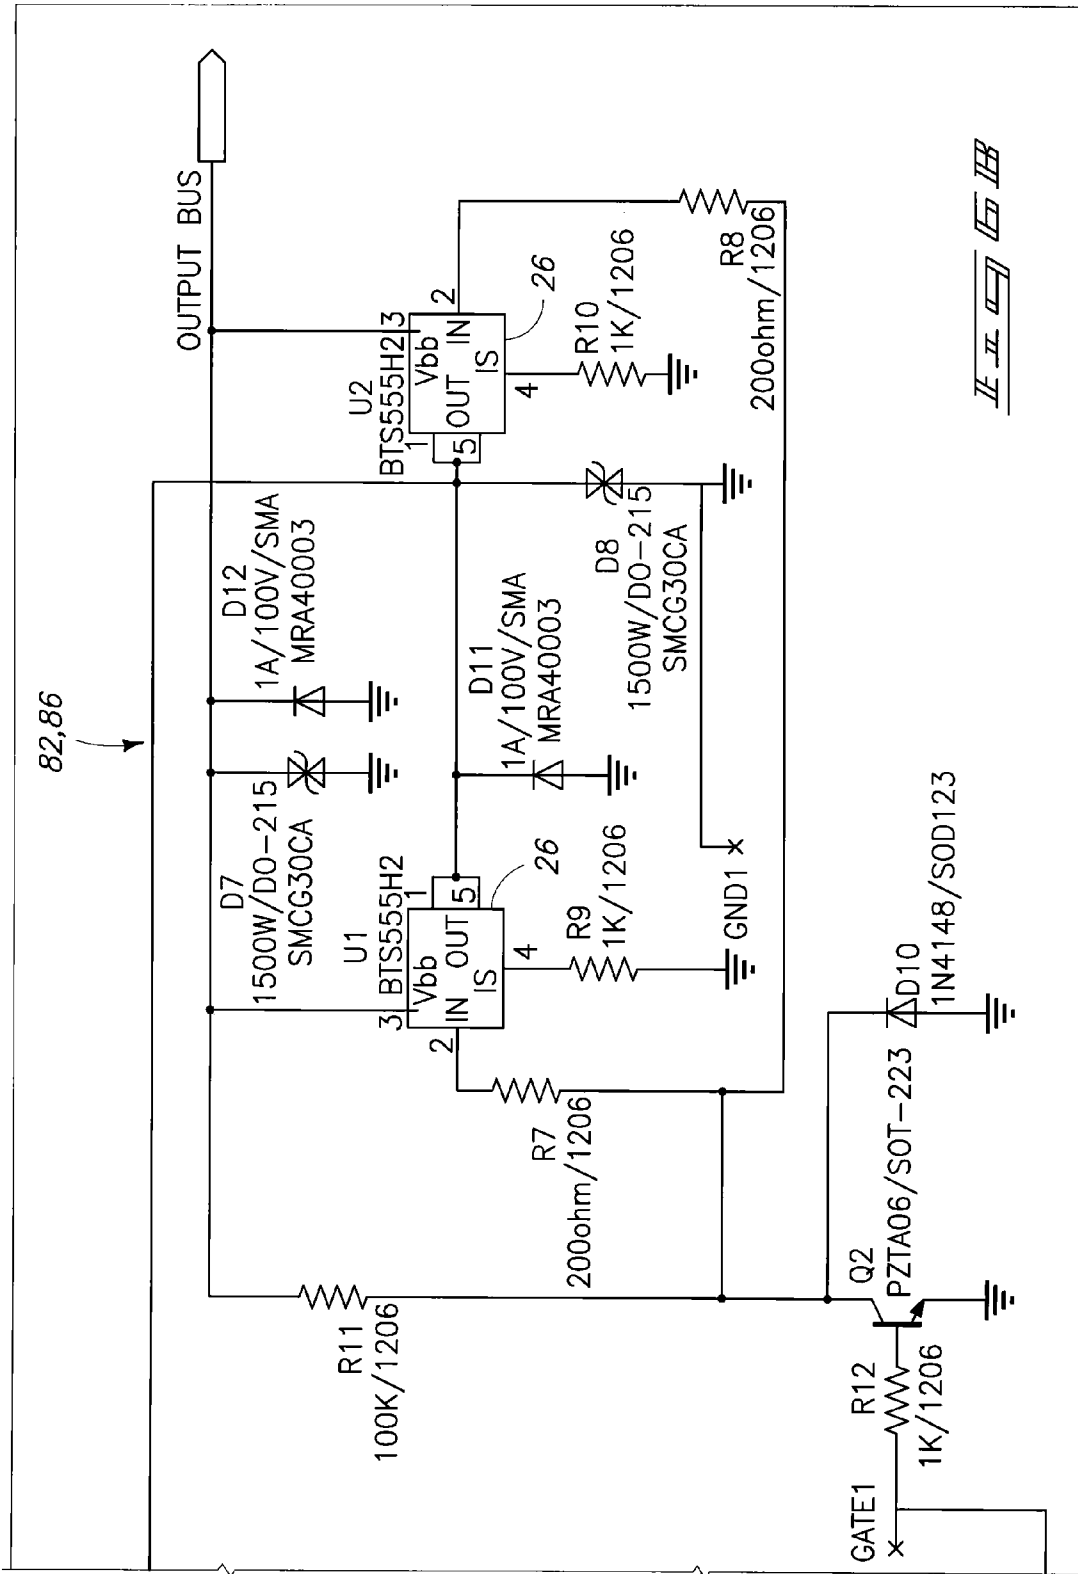 82,86
OUTPUT BUS
D12
1A/100V/SMA
MRA40003
D7
1500W/DO-215
SMCG30CA
U2
BTS555H2
3
Vbb
2
IN
1
OUT
5
IS
4
26
R10
1K/1206
R8
200ohm/1206
D11
1A/100V/SMA
MRA40003
D8
1500W/DO-215
SMCG30CA
U1
BTS555H2
3
Vbb
2
IN
1
OUT
5
IS
4
26
R9
1K/1206
GND1
R7
200ohm/1206
R11
100K/1206
D10
1N4148/SOD123
Q2
PZTA06/SOT-223
R12
1K/1206
GATE1
FIG 6B